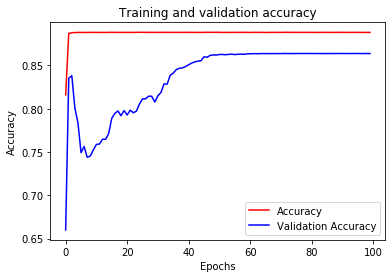 Training and validation accuracy
Accuracy
0.85
0.80
0.75
0.70
0.65
0
20
40
60
80
100
Epochs
Accuracy
Validation Accuracy